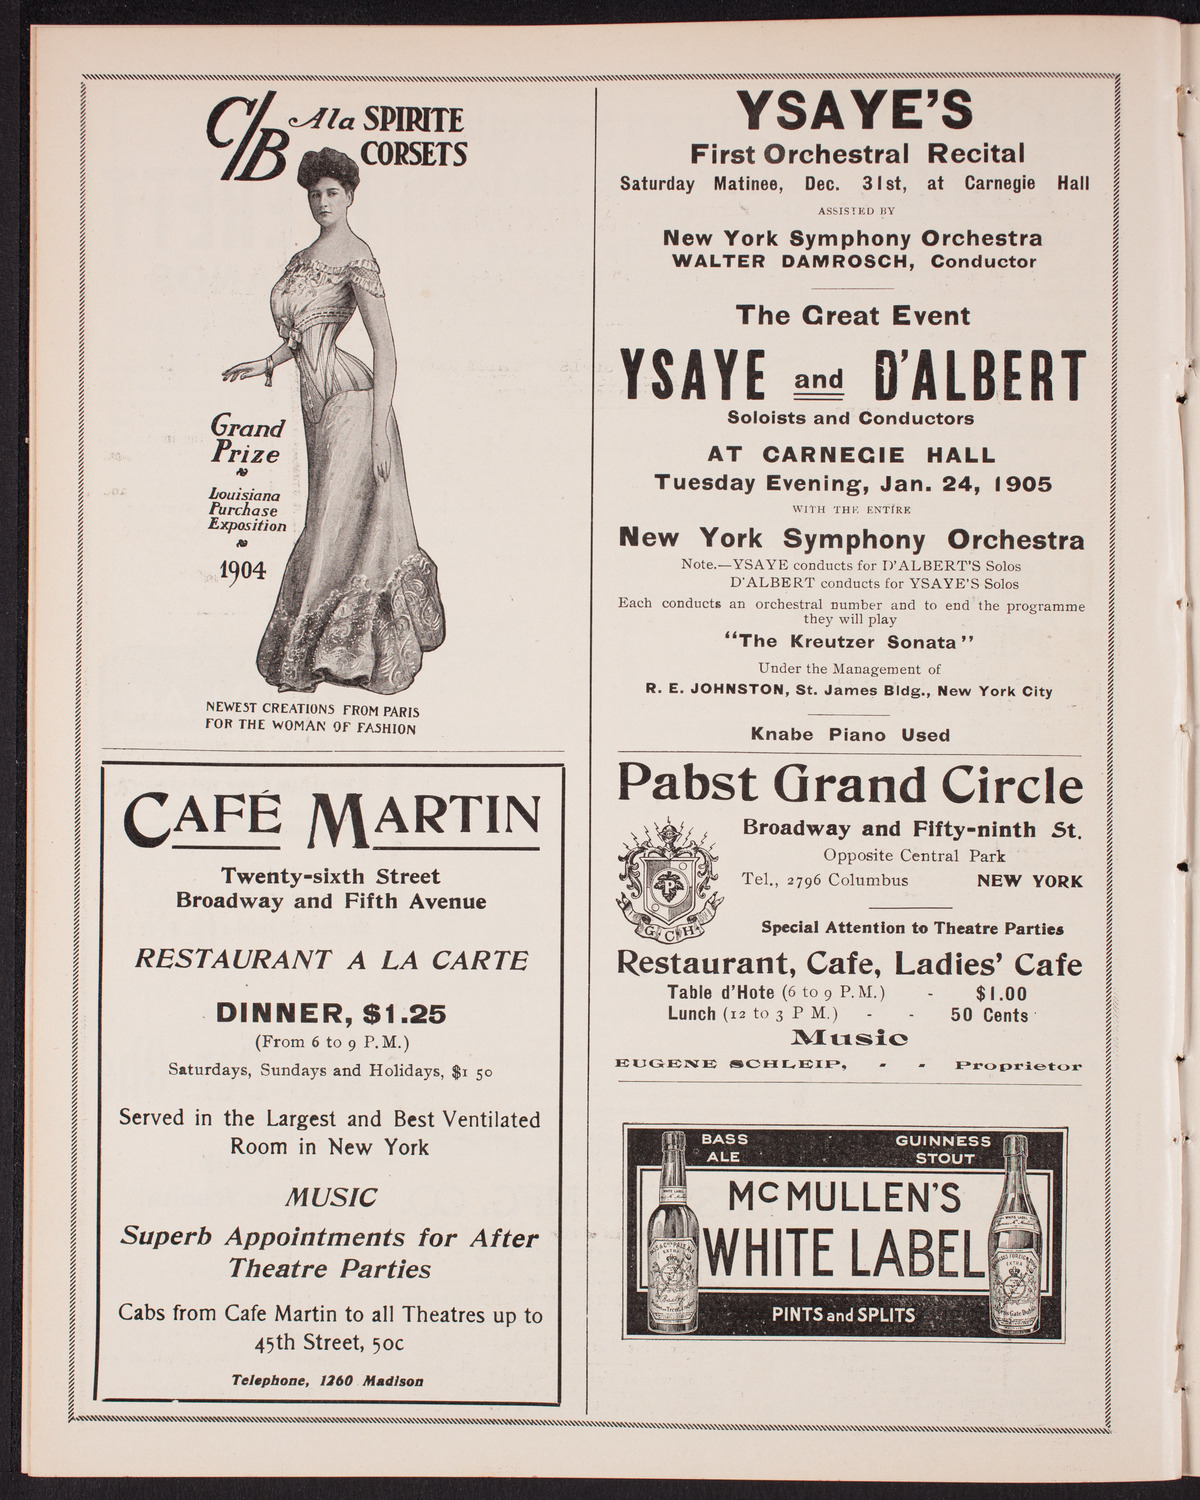 C/B Ala SPIRITE
CORSETS
Grand
Prize
Louisiana
Purchase
Exposition
1904
NEWEST CREATIONS FROM PARIS
FOR THE WOMAN OF FASHION
CAFÉ MARTIN
Twenty-sixth Street
Broadway and Fifth Avenue
RESTAURANT A LA CARTE
DINNER, $1.25
(From 6 to 9 P.M.)
Saturdays, Sundays and Holidays, $1 50
Served in the Largest and Best Ventilated
Room in New York
MUSIC
Superb Appointments for After
Theatre Parties
Cabs from Cafe Martin to all Theatres up to
45th Street, 50c
Telephone, 1260 Madison
YSAYE'S
First Orchestral Recital
Saturday Matinee, Dec. 31st, at Carnegie Hall
ASSISTED BY
New York Symphony Orchestra
WALTER DAMROSCH, Conductor
The Great Event
YSAYE and D'ALBERT
Soloists and Conductors
AT CARNEGIE HALL
Tuesday Evening, Jan. 24, 1905
WITH THE ENTIRE
New York Symphony Orchestra
Note.—YSAYE conducts for D'ALBERT'S Solos
D'ALBERT conducts for YSAYE'S Solos
Each conducts an orchestral number and to end the programme
they will play
"The Kreutzer Sonata"
Under the Management of
R. E. JOHNSTON, St. James Bldg., New York City
Knabe Piano Used
Pabst Grand Circle
Broadway and Fifty-ninth St.
Opposite Central Park
Tel., 2796 Columbus NEW YORK
P
G.C.H.
Special Attention to Theatre Parties
Restaurant, Cafe, Ladies' Cafe
Table d'Hote (6 to 9 P.M.) - $1.00
Lunch (12 to 3 P M.) - - 50 Cents
Music
EUGENE SCHLEIP, - - Proprietor
BASS
ALE
GUINNESS
STOUT
McMULLEN'S
WHITE LABEL
PINTS and SPLITS